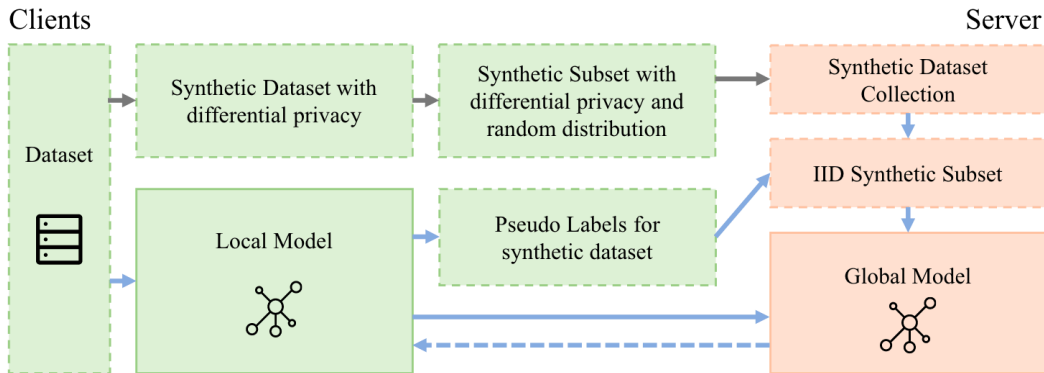 Clients
Server
Dataset
Synthetic Dataset with
differential privacy
Synthetic Subset with
differential privacy and
random distribution
Synthetic Dataset
Collection
IID Synthetic Subset
Local Model
Pseudo Labels for
synthetic dataset
Global Model